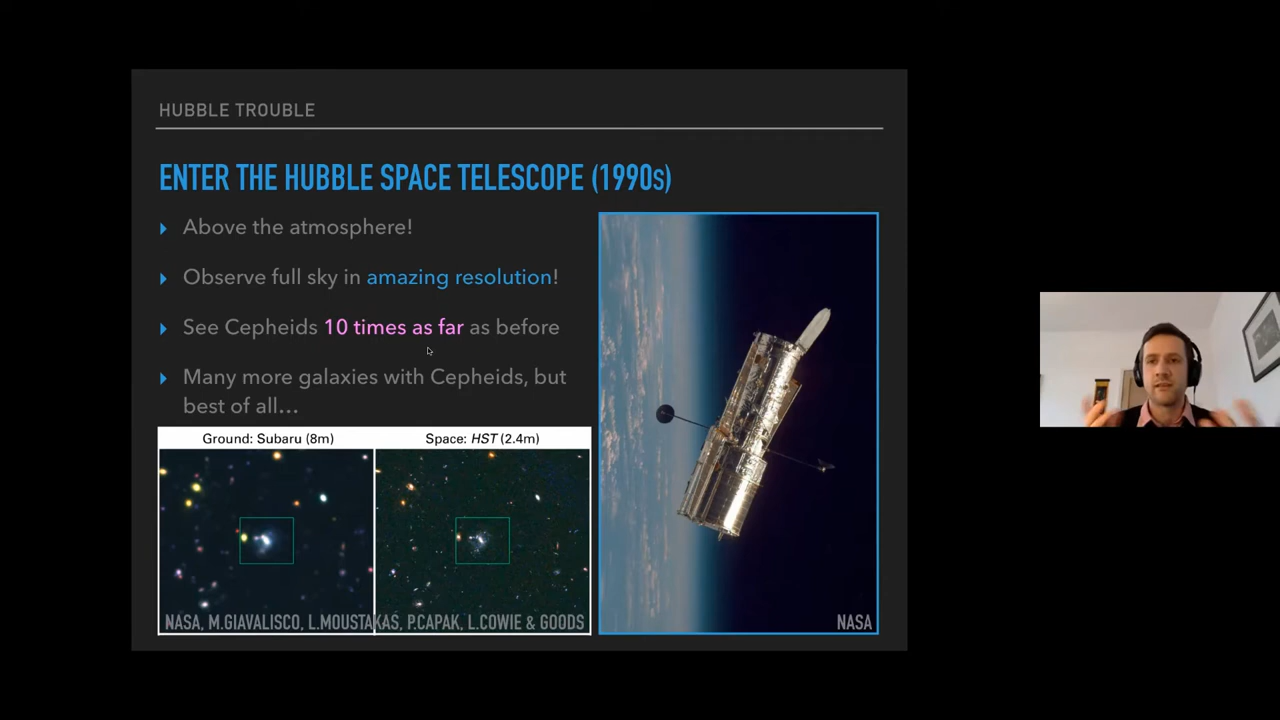 HUBBLE TROUBLE
ENTER THE HUBBLE SPACE TELESCOPE (1990s)
Above the atmosphere!
Observe full sky in amazing resolution!
See Cepheids 10 times as far as before
Many more galaxies with Cepheids, but
best of all…
Ground: Subaru (8m)
Space: HST (2.4m)
NASA, M.GIAVALISCO, L.MOUSTAKAS, P.CAPAK, L.COWIE & GOODS
NASA